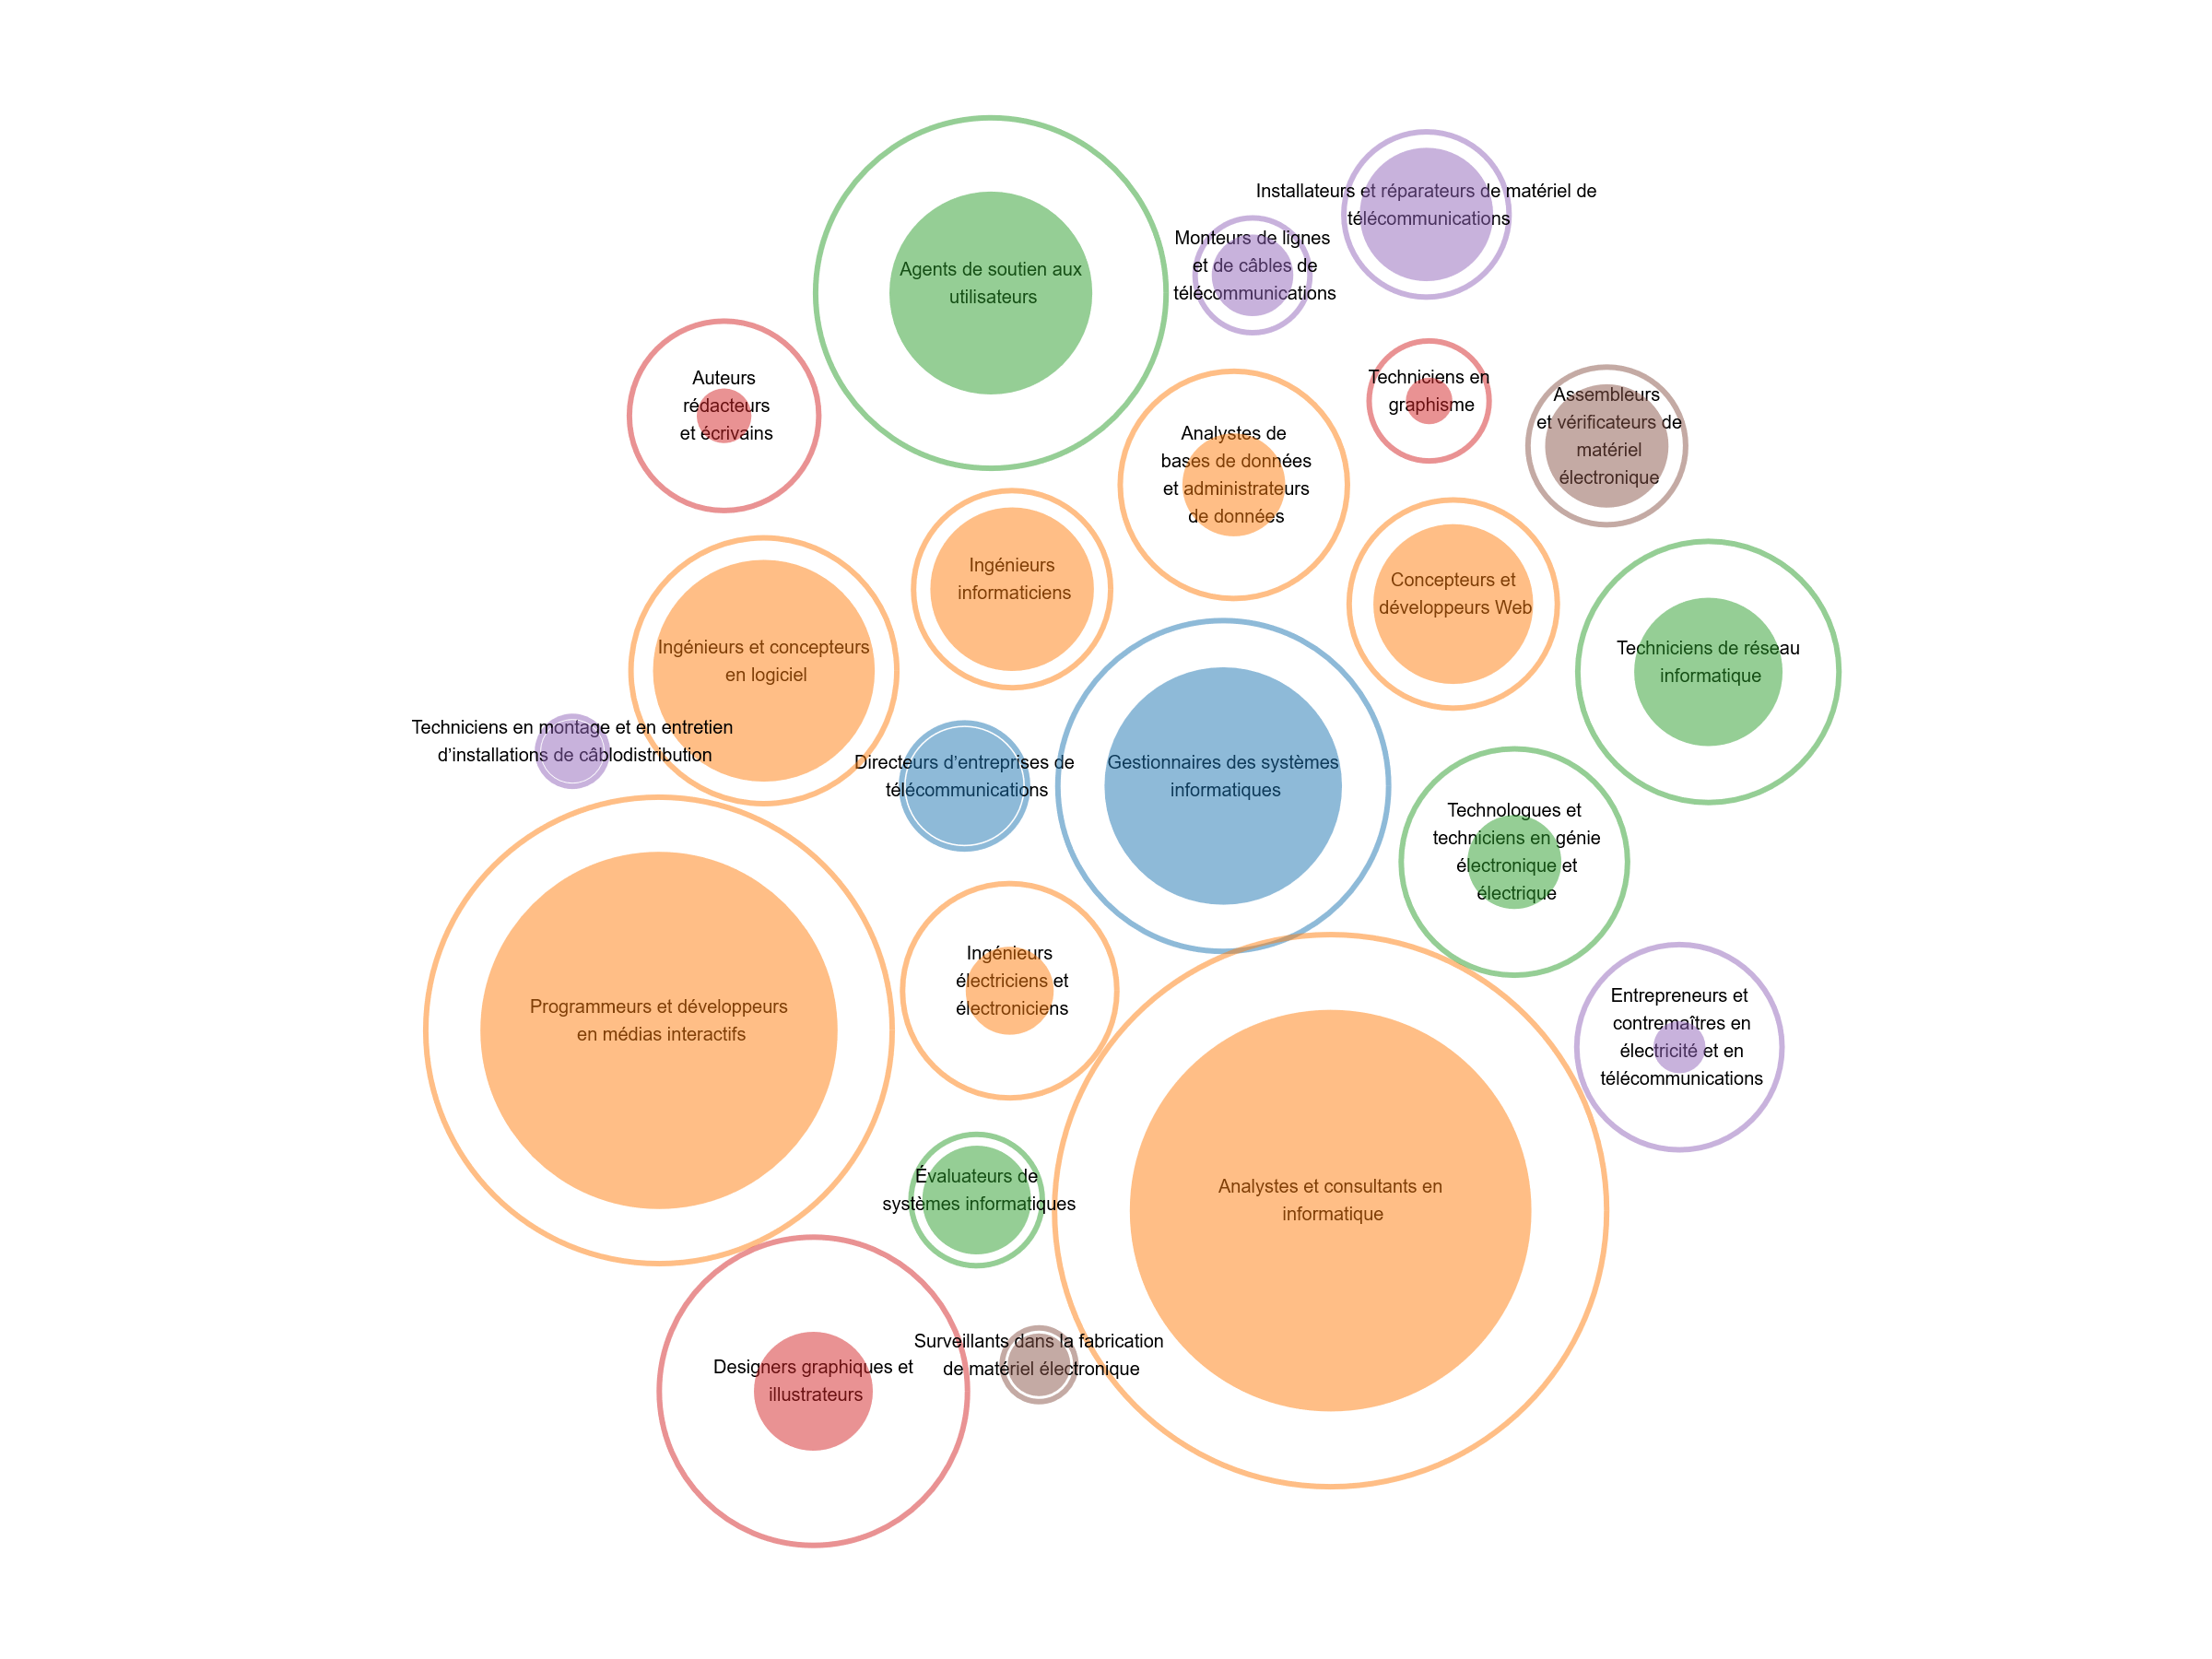 Installateurs et réparateurs de matériel de
télécommunications
Monteurs de lignes
et de câbles de
télécommunications
Agents de soutien aux
utilisateurs
Auteurs
rédacteurs
et écrivains
Techniciens en
graphisme
Assembleurs
et vérificateurs de
matériel
électronique
Analystes de
bases de données
et administrateurs
de données
Ingénieurs
informaticiens
Concepteurs et
développeurs Web
Ingénieurs et concepteurs
en logiciel
Techniciens de réseau
informatique
Techniciens en montage et en entretien
d’installations de câblodistribution
Directeurs d’entreprises de
télécommunications
Gestionnaires des systèmes
informatiques
Technologues et
techniciens en génie
électronique et
électrique
Ingénieurs
électriciens et
électroniciens
Programmeurs et développeurs
en médias interactifs
Entrepreneurs et
contremaîtres en
électricité et en
télécommunications
Évaluateurs de
systèmes informatiques
Analystes et consultants en
informatique
Surveillants dans la fabrication
de matériel électronique
Designers graphiques et
illustrateurs